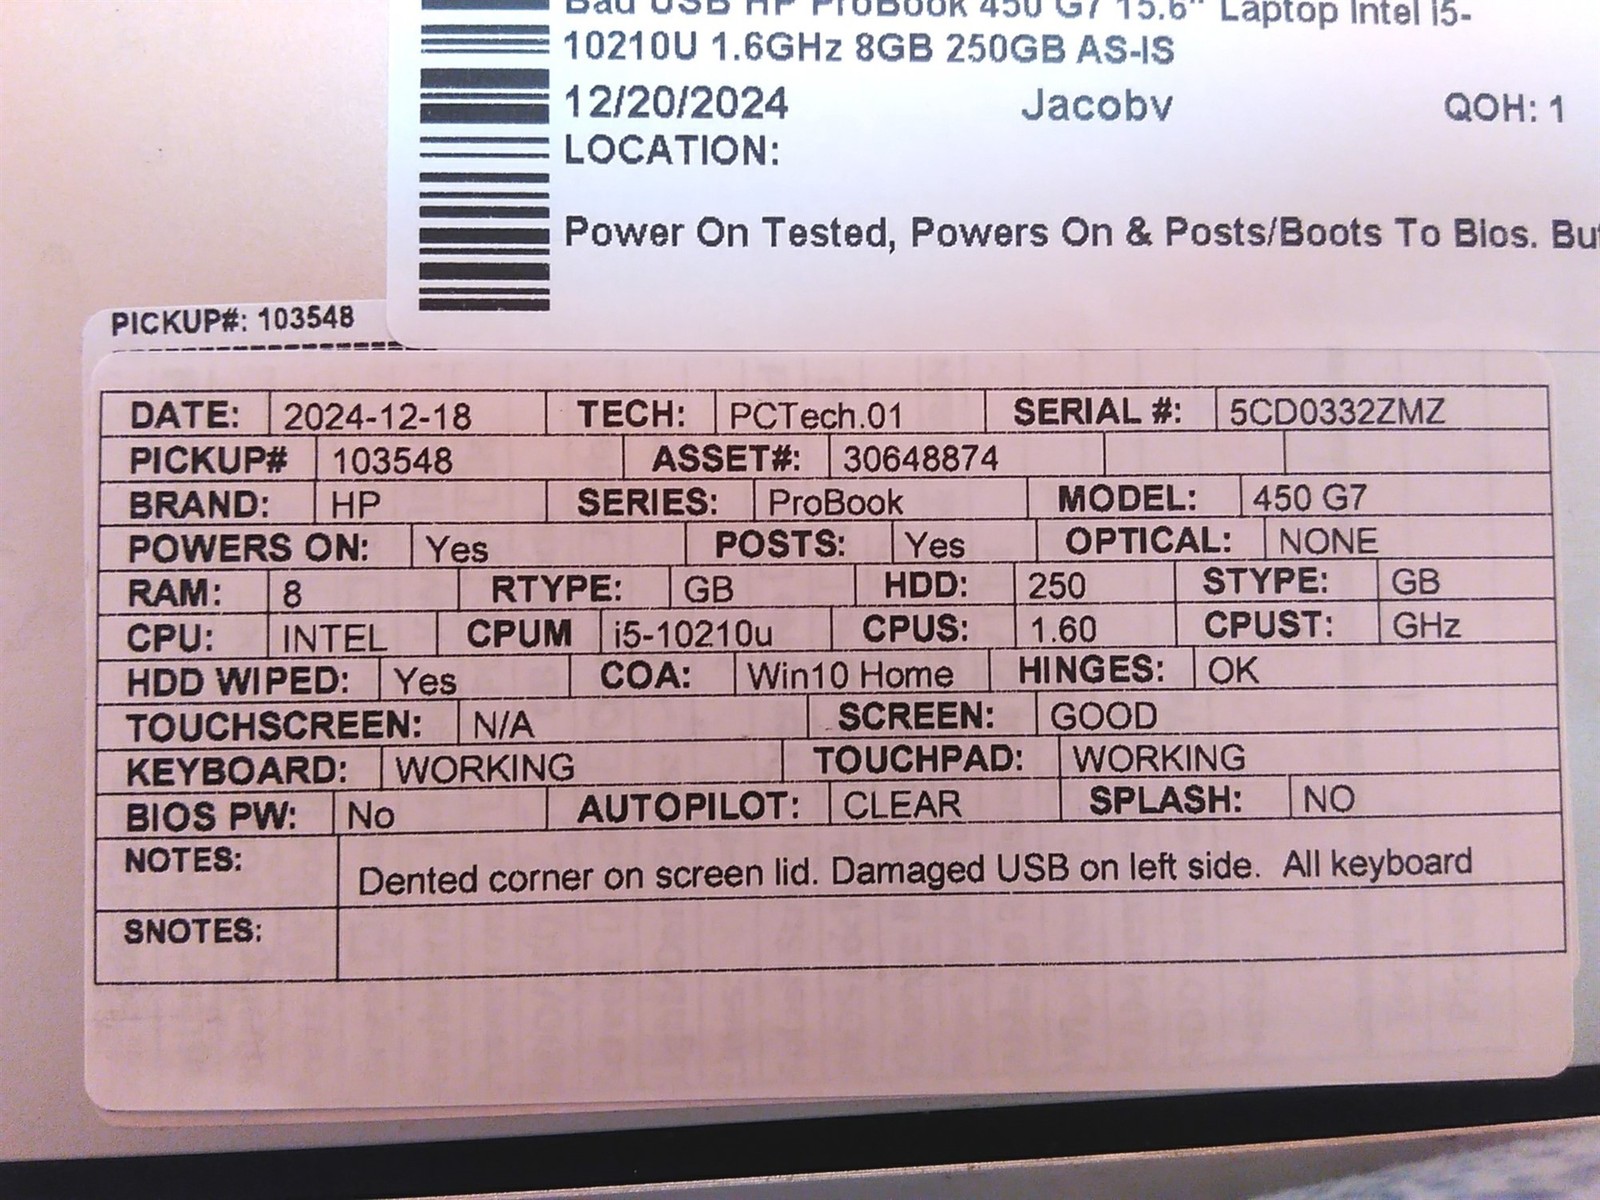 Bad USB HP ProBook 450 G7 15.6" Laptop Intel i5-
10210U 1.6GHz 8GB 250GB AS-IS
12/20/2024 Jacobv QOH: 1
LOCATION:
Power On Tested, Powers On & Posts/Boots To Bios. But
PICKUP#: 103548
DATE: 2024-12-18 TECH: PCTech.01 SERIAL #: 5CD0332ZMZ
PICKUP# 103548 ASSET#: 30648874
BRAND: HP SERIES: ProBook MODEL: 450 G7
POWERS ON: Yes POSTS: Yes OPTICAL: NONE
RAM: 8 RTYPE: GB HDD: 250 STYPE: GB
CPU: INTEL CPUM i5-10210u CPUS: 1.60 CPUST: GHz
HDD WIPED: Yes COA: Win10 Home HINGES: OK
TOUCHSCREEN: N/A SCREEN: GOOD
KEYBOARD: WORKING TOUCHPAD: WORKING
BIOS PW: No AUTOPILOT: CLEAR SPLASH: NO
NOTES: Dented corner on screen lid. Damaged USB on left side. All keyboard
SNOTES: